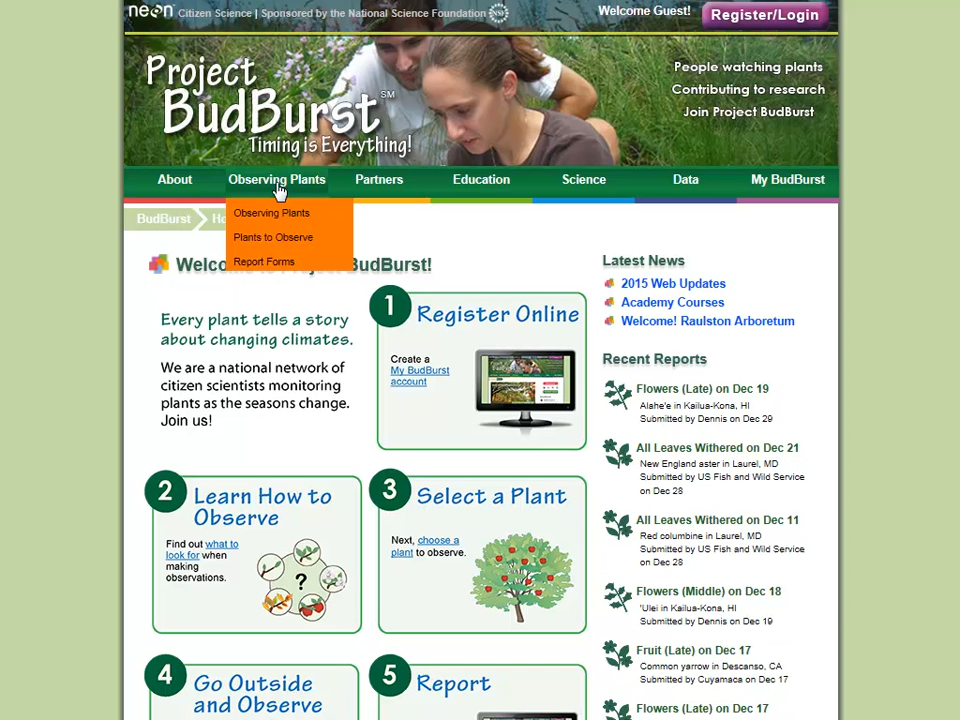 neon Citizen Science | Sponsored by the National Science Foundation NSF
Welcome Guest!
Register/Login
Project
BudBurst SM
Timing is Everything!
People watching plants
Contributing to research
Join Project BudBurst
About Observing Plants Partners Education Science Data My BudBurst
BudBurst
Observing Plants
Plants to Observe
Report Forms
BudBurst!
Every plant tells a story
about changing climates.
We are a national network of
citizen scientists monitoring
plants as the seasons change.
Join us!
1 Register Online
Create a
My BudBurst
account
2 Learn How to
Observe
Find out what to
look for when
making
observations.
?
3 Select a Plant
Next, choose a
plant to observe.
4 Go Outside
and Observe
5 Report
Latest News
2015 Web Updates
Academy Courses
Welcome! Raulston Arboretum
Recent Reports
Flowers (Late) on Dec 19
Alahe'e in Kailua-Kona, HI
Submitted by Dennis on Dec 29
All Leaves Withered on Dec 21
New England aster in Laurel, MD
Submitted by US Fish and Wild Service
on Dec 28
All Leaves Withered on Dec 11
Red columbine in Laurel, MD
Submitted by US Fish and Wild Service
on Dec 28
Flowers (Middle) on Dec 18
'Ulei in Kailua-Kona, HI
Submitted by Dennis on Dec 19
Fruit (Late) on Dec 17
Common yarrow in Descanso, CA
Submitted by Cuyamaca on Dec 17
Flowers (Late) on Dec 17